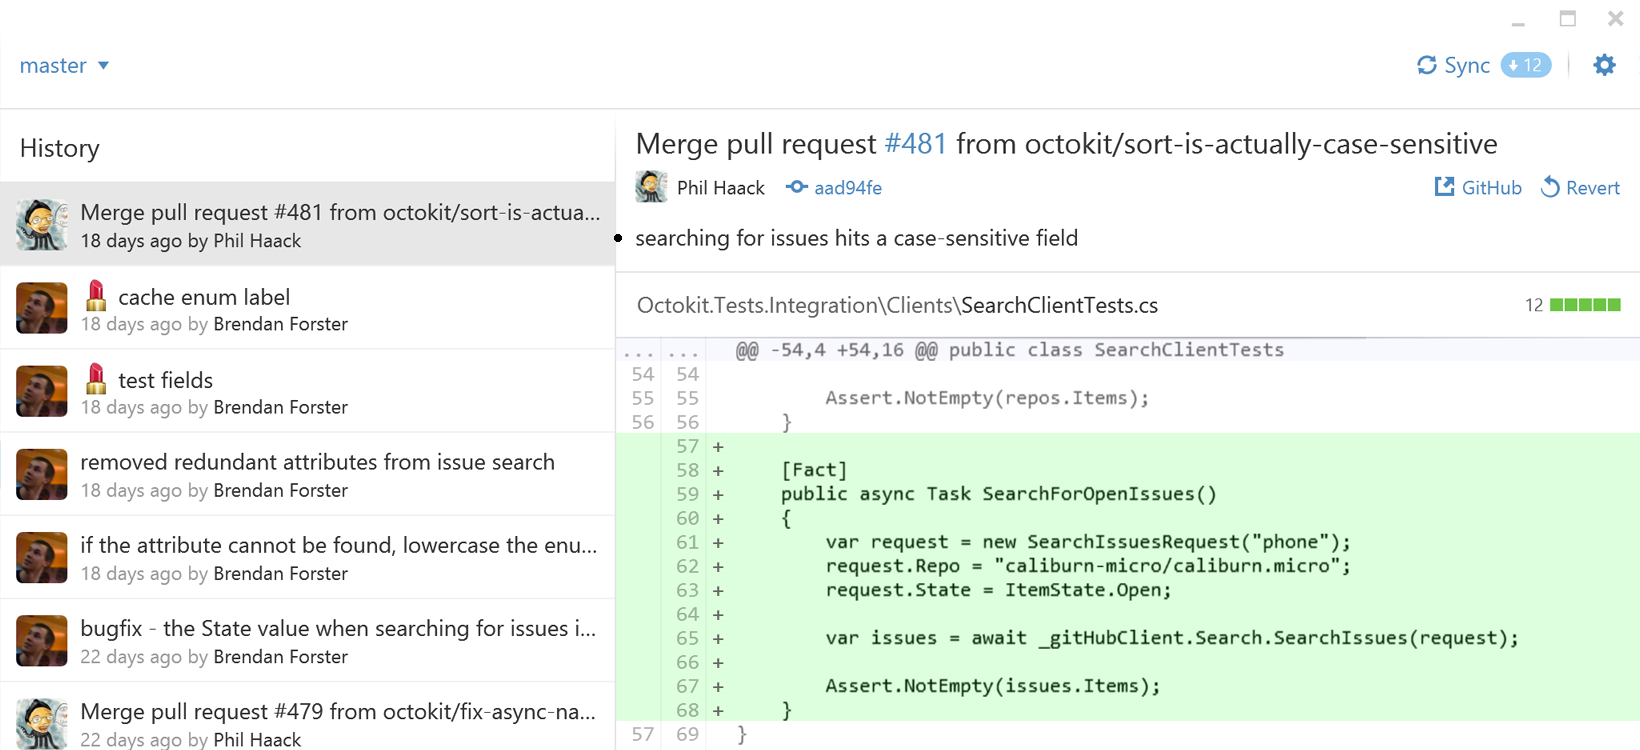 master
Sync 12
History
Merge pull request #481 from octokit/sort-is-actua...
18 days ago by Phil Haack
cache enum label
18 days ago by Brendan Forster
test fields
18 days ago by Brendan Forster
removed redundant attributes from issue search
18 days ago by Brendan Forster
if the attribute cannot be found, lowercase the enu...
18 days ago by Brendan Forster
bugfix - the State value when searching for issues i...
22 days ago by Brendan Forster
Merge pull request #479 from octokit/fix-async-na...
22 days ago by Phil Haack
Merge pull request #481 from octokit/sort-is-actually-case-sensitive
Phil Haack aad94fe GitHub Revert
searching for issues hits a case-sensitive field
Octokit.Tests.Integration\Clients\SearchClientTests.cs 12
... ... @@ -54,4 +54,16 @@ public class SearchClientTests
54 54
55 55 Assert.NotEmpty(repos.Items);
56 56 }
57 +
58 + [Fact]
59 + public async Task SearchForOpenIssues()
60 + {
61 + var request = new SearchIssuesRequest("phone");
62 + request.Repo = "caliburn-micro/caliburn.micro";
63 + request.State = ItemState.Open;
64 +
65 + var issues = await _gitHubClient.Search.SearchIssues(request);
66 +
67 + Assert.NotEmpty(issues.Items);
68 + }
57 69 }